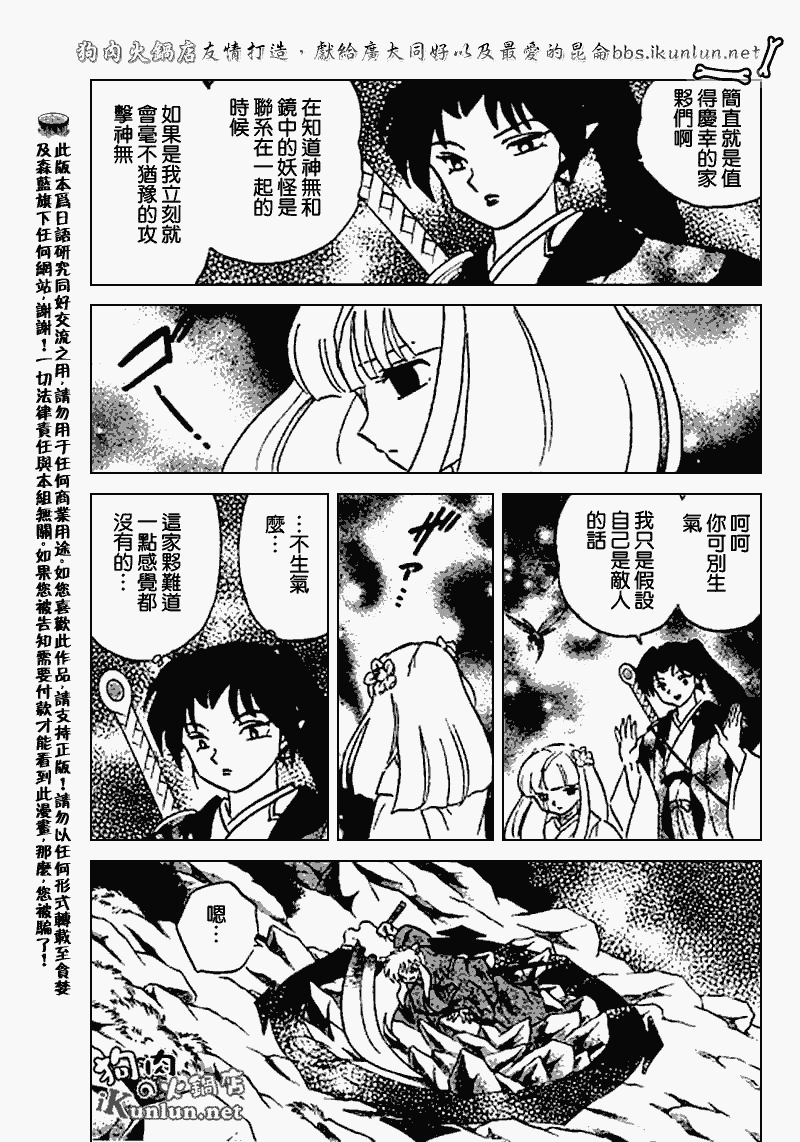 狗肉火鍋店友情打造，獻給廣大同好以及最愛的昆侖bbs.ikunlun.net
簡直就是值
得慶幸的家
夥們啊
在知道神無和
鏡中的妖怪是
聯系在一起的
時候
如果是我立刻就
會毫不猶豫的攻
擊神無
呵呵
你可別生
氣
我只是假設
自己是敵人
的話
…不生氣
麼…
這家夥難道
一點感覺都
沒有的…
嗯…
此版本爲日語研究同好交流之用，請勿用于任何商業用途。如您喜歡此作品，請支持正版！請勿以任何形式轉載至貪婪
及森藍旗下任何網站，謝謝！一切法律責任與本組無關。如果您被告知需要付款才能看到此漫畫，那麼，您被騙了！
狗肉火鍋店
iKunlun.net